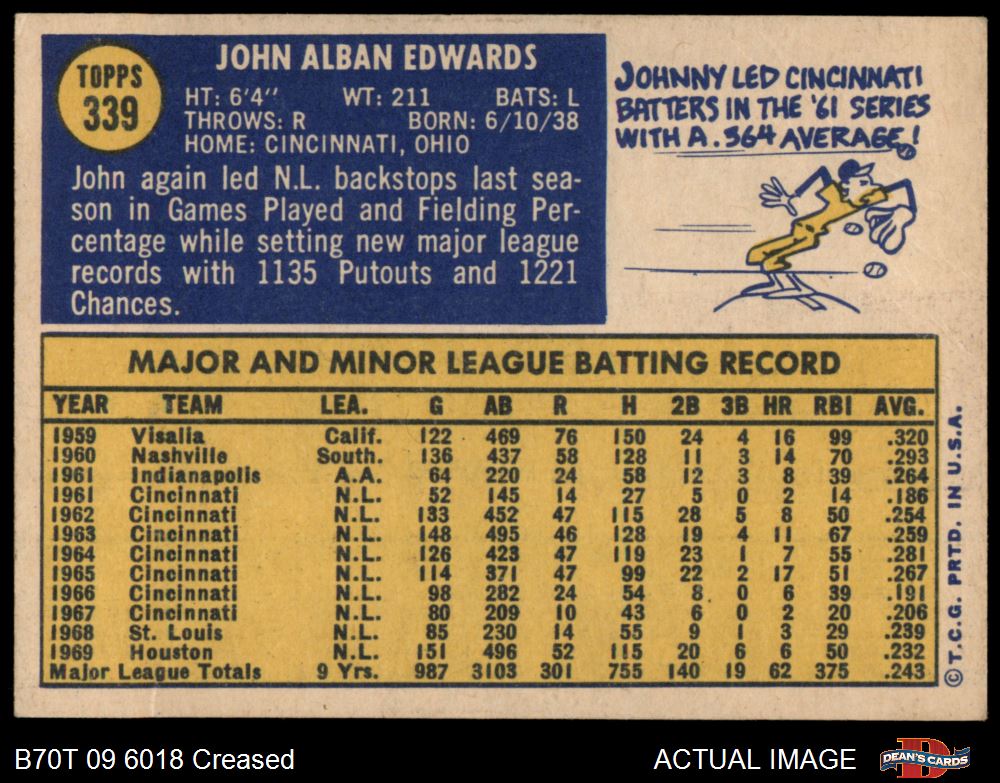 TOPPS
339
JOHN ALBAN EDWARDS
HT: 6'4" WT: 211 BATS: L
THROWS: R BORN: 6/10/38
HOME: CINCINNATI, OHIO
John again led N.L. backstops last sea-
son in Games Played and Fielding Per-
centage while setting new major league
records with 1135 Putouts and 1221
Chances.
JOHNNY LED CINCINNATI
BATTERS IN THE '61 SERIES
WITH A .364 AVERAGE!
MAJOR AND MINOR LEAGUE BATTING RECORD
YEAR TEAM LEA. G AB R H 2B 3B HR RBI AVG.
1959 Visalia Calif. 122 469 76 150 24 4 16 99 .320
1960 Nashville South. 136 437 58 128 11 3 14 70 .293
1961 Indianapolis A.A. 64 220 24 58 12 3 8 39 .264
1961 Cincinnati N.L. 52 145 14 27 5 0 2 14 .186
1962 Cincinnati N.L. 133 452 47 115 28 5 8 50 .254
1963 Cincinnati N.L. 148 495 46 128 19 4 11 67 .259
1964 Cincinnati N.L. 126 423 47 119 23 1 7 55 .281
1965 Cincinnati N.L. 114 371 47 99 22 2 17 51 .267
1966 Cincinnati N.L. 98 282 24 54 8 0 6 39 .191
1967 Cincinnati N.L. 80 209 10 43 6 0 2 20 .206
1968 St. Louis N.L. 85 230 14 55 9 1 3 29 .239
1969 Houston N.L. 151 496 52 115 20 6 6 50 .232
Major League Totals 9 Yrs. 987 3103 301 755 140 19 62 375 .243
© T.C.G. PRTD. IN U.S.A.
B70T 09 6018 Creased
ACTUAL IMAGE
D
DEAN'S CARDS